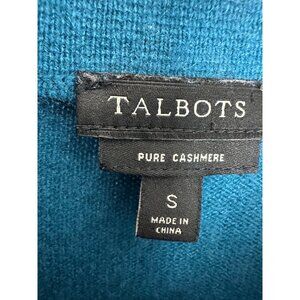 TALBOTS
PURE CASHMERE
S
MADE IN
CHINA